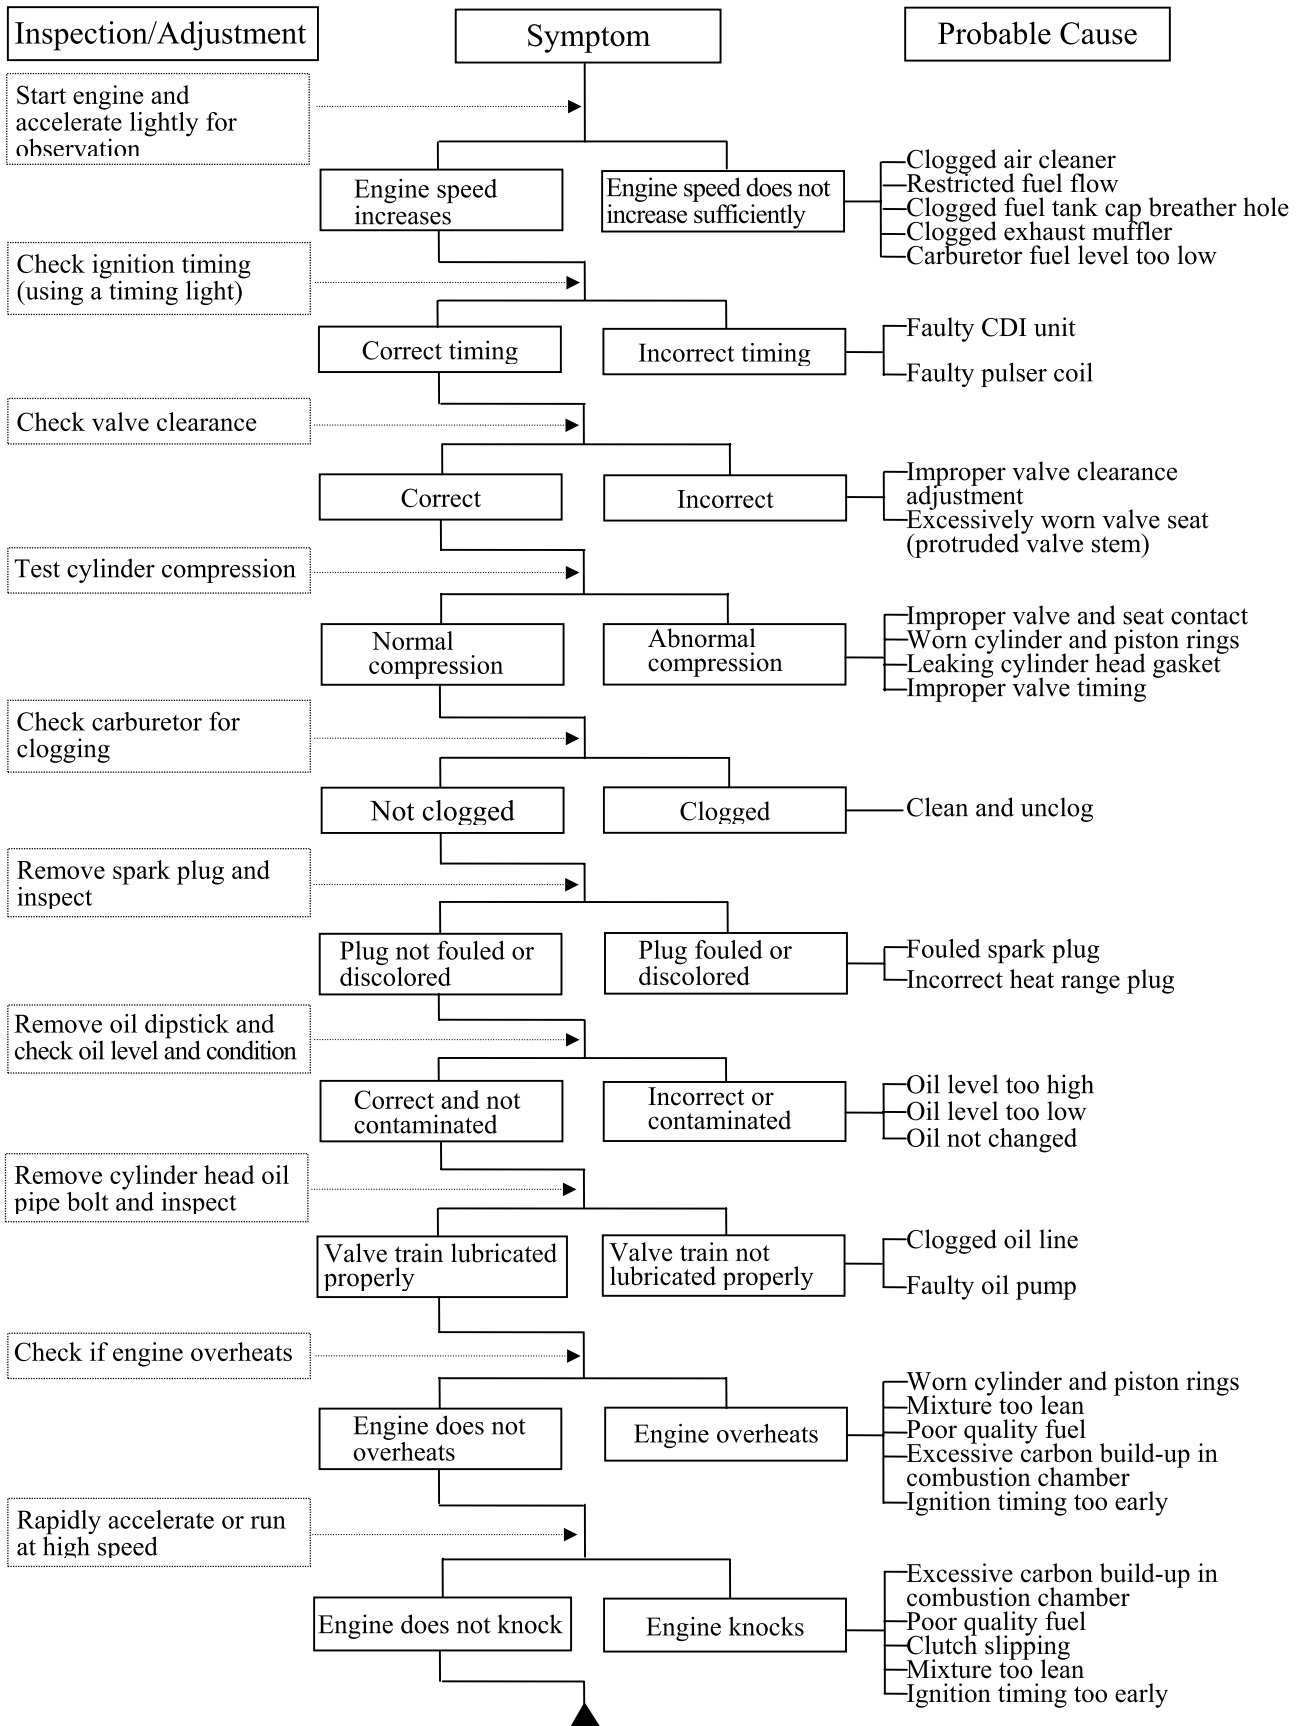 Inspection/Adjustment
Symptom
Probable Cause
Start engine and
accelerate lightly for
observation
Engine speed
increases
Engine speed does not
increase sufficiently
Clogged air cleaner
Restricted fuel flow
Clogged fuel tank cap breather hole
Clogged exhaust muffler
Carburetor fuel level too low
Check ignition timing
(using a timing light)
Correct timing
Incorrect timing
Faulty CDI unit
Faulty pulser coil
Check valve clearance
Correct
Incorrect
Improper valve clearance
adjustment
Excessively worn valve seat
(protruded valve stem)
Test cylinder compression
Normal
compression
Abnormal
compression
Improper valve and seat contact
Worn cylinder and piston rings
Leaking cylinder head gasket
Improper valve timing
Check carburetor for
clogging
Not clogged
Clogged
Clean and unclog
Remove spark plug and
inspect
Plug not fouled or
discolored
Plug fouled or
discolored
Fouled spark plug
Incorrect heat range plug
Remove oil dipstick and
check oil level and condition
Correct and not
contaminated
Incorrect or
contaminated
Oil level too high
Oil level too low
Oil not changed
Remove cylinder head oil
pipe bolt and inspect
Valve train lubricated
properly
Valve train not
lubricated properly
Clogged oil line
Faulty oil pump
Check if engine overheats
Engine does not
overheats
Engine overheats
Worn cylinder and piston rings
Mixture too lean
Poor quality fuel
Excessive carbon build-up in
combustion chamber
Ignition timing too early
Rapidly accelerate or run
at high speed
Engine does not knock
Engine knocks
Excessive carbon build-up in
combustion chamber
Poor quality fuel
Clutch slipping
Mixture too lean
Ignition timing too early